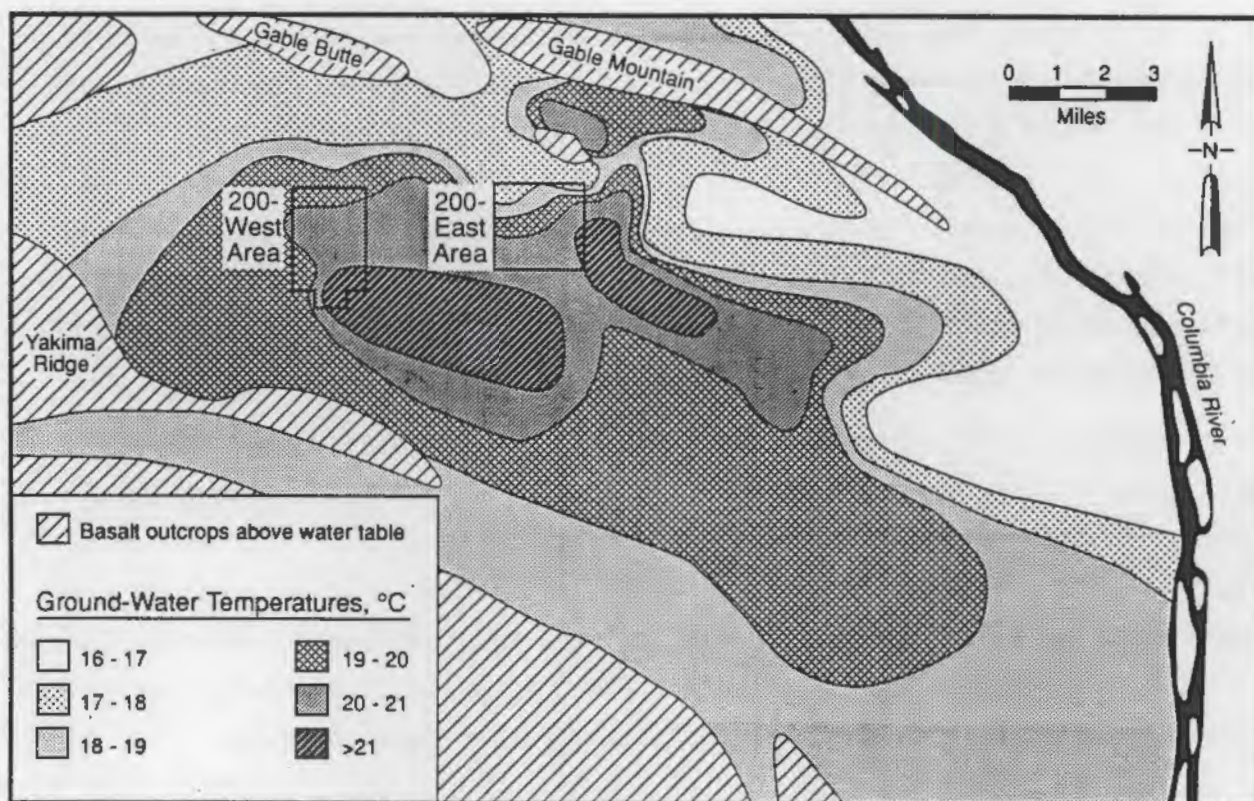 Gable Butte
Gable Mountain
0 1 2 3
Miles
N
200-
West
Area
200-
East
Area
Yakima
Ridge
Columbia River
Basalt outcrops above water table
Ground-Water Temperatures, °C
16 - 17
17 - 18
18 - 19
19 - 20
20 - 21
>21